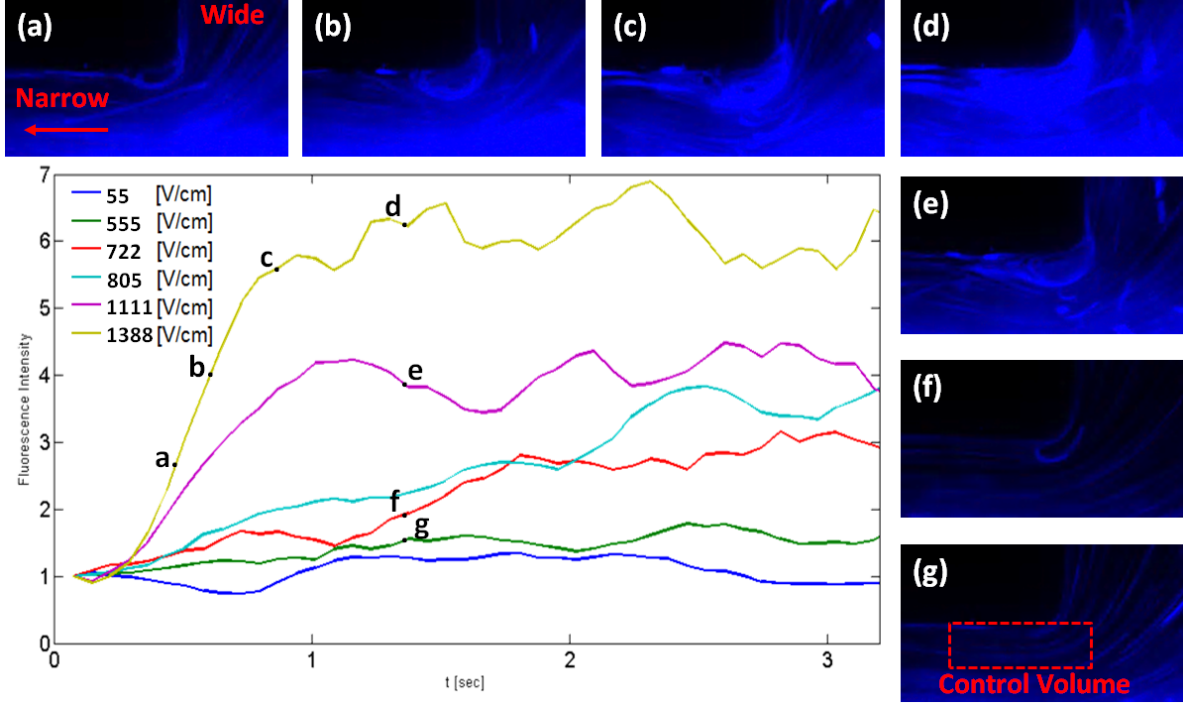 (a)
Wide
Narrow
(b)
(c)
(d)
7
6
5
4
3
2
1
0
Fluorescence Intensity
55 [V/cm]
555 [V/cm]
722 [V/cm]
805 [V/cm]
1111 [V/cm]
1388 [V/cm]
a
b
c
d
e
f
g
0
1
2
3
t [sec]
(e)
(f)
(g)
Control Volume